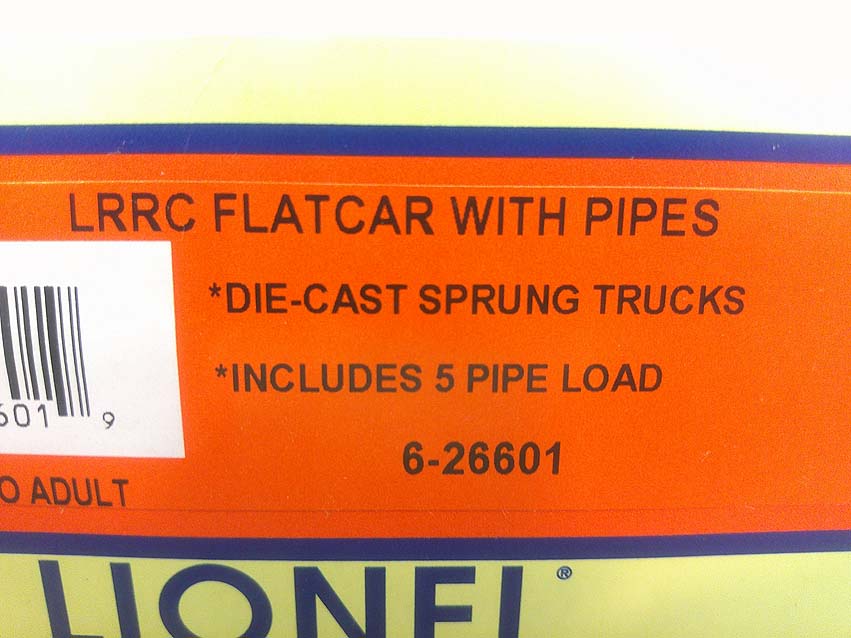 LRRC FLATCAR WITH PIPES
*DIE-CAST SPRUNG TRUCKS
*INCLUDES 5 PIPE LOAD
601 9
6-26601
O ADULT
LIONEL®